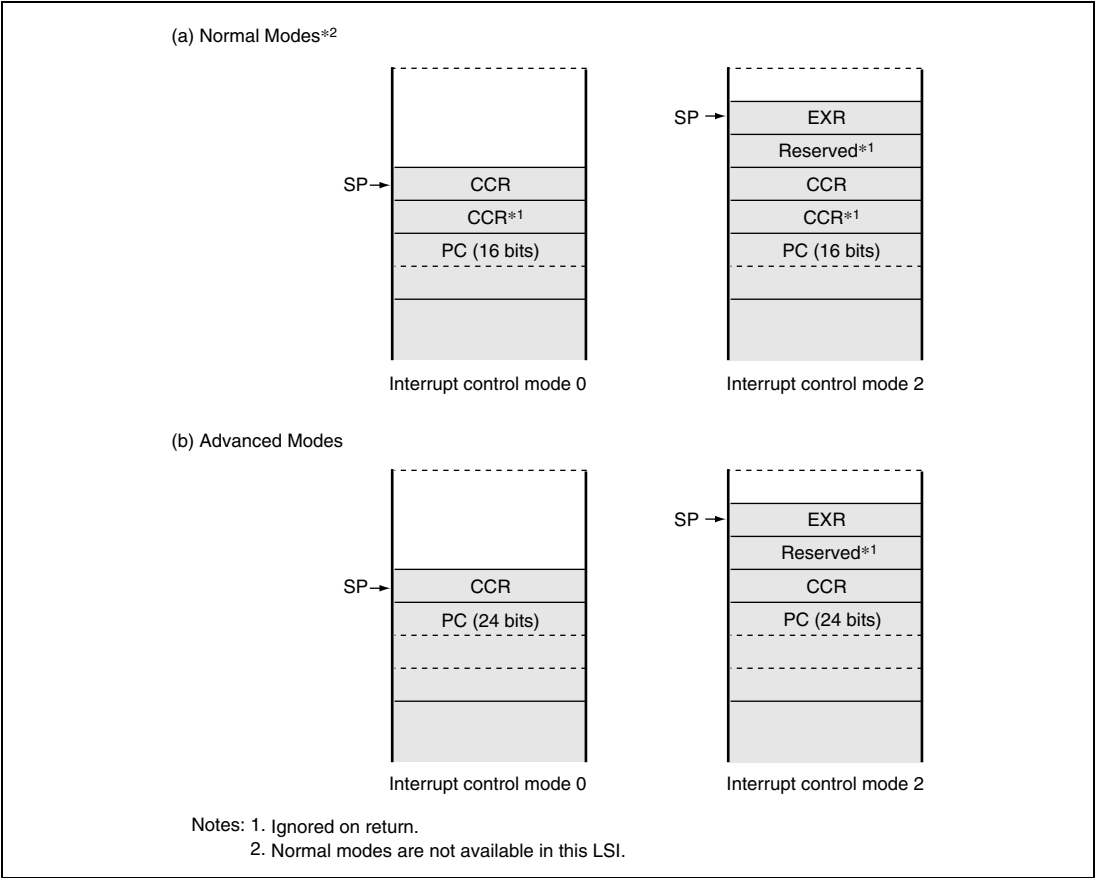 (a) Normal Modes*2
SP
CCR
CCR*1
PC (16 bits)
Interrupt control mode 0
SP
EXR
Reserved*1
CCR
CCR*1
PC (16 bits)
Interrupt control mode 2
(b) Advanced Modes
SP
CCR
PC (24 bits)
Interrupt control mode 0
SP
EXR
Reserved*1
CCR
PC (24 bits)
Interrupt control mode 2
Notes: 1. Ignored on return.
2. Normal modes are not available in this LSI.